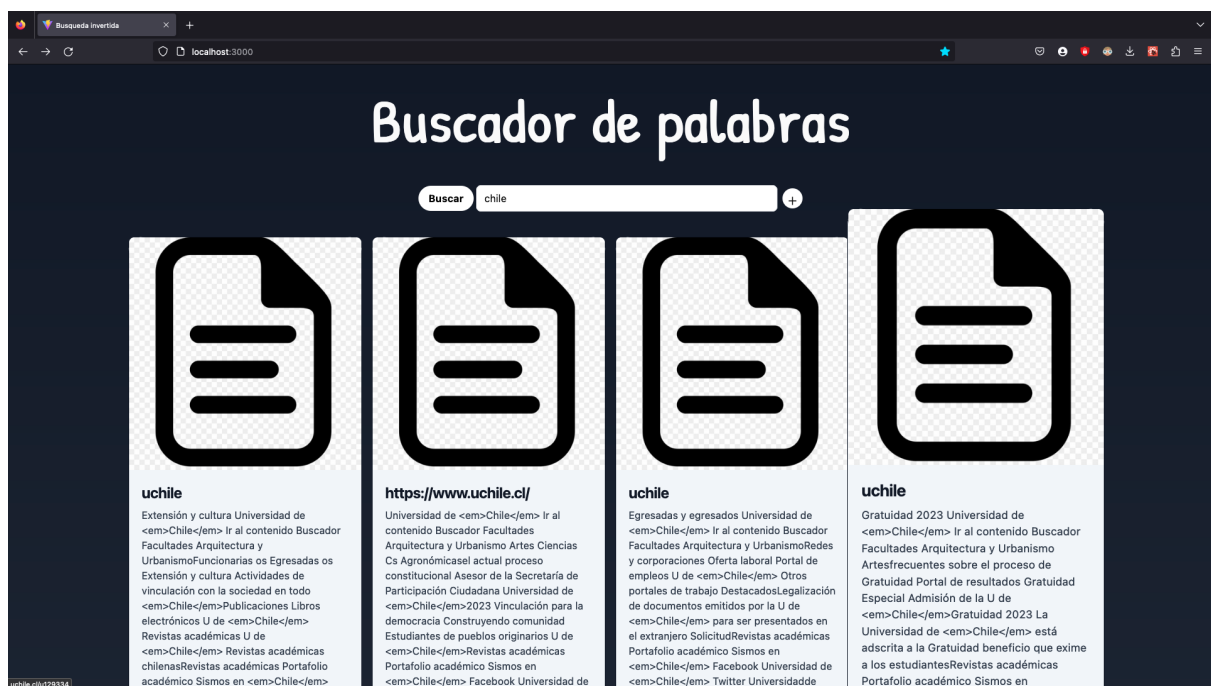 Busqueda invertida
localhost:3000
Buscador de palabras
Buscar
chile
+
uchile
Extensión y cultura Universidad de
<em>Chile</em> Ir al contenido Buscador
Facultades Arquitectura y
UrbanismoFuncionarias os Egresadas os
Extensión y cultura Actividades de
vinculación con la sociedad en todo
<em>Chile</em>Publicaciones Libros
electrónicos U de <em>Chile</em>
Revistas académicas U de
<em>Chile</em> Revistas académicas
chilenasRevistas académicas Portafolio
académico Sismos en <em>Chile</em>
https://www.uchile.cl/
Universidad de <em>Chile</em> Ir al
contenido Buscador Facultades
Arquitectura y Urbanismo Artes Ciencias
Cs Agronómicasel actual proceso
constitucional Asesor de la Secretaría de
Participación Ciudadana Universidad de
<em>Chile</em>2023 Vinculación para la
democracia Construyendo comunidad
Estudiantes de pueblos originarios U de
<em>Chile</em>Revistas académicas
Portafolio académico Sismos en
<em>Chile</em> Facebook Universidad de
uchile
Egresadas y egresados Universidad de
<em>Chile</em> Ir al contenido Buscador
Facultades Arquitectura y UrbanismoRedes
y corporaciones Oferta laboral Portal de
empleos U de <em>Chile</em> Otros
portales de trabajo DestacadosLegalización
de documentos emitidos por la U de
<em>Chile</em> para ser presentados en
el extranjero SolicitudRevistas académicas
Portafolio académico Sismos en
<em>Chile</em> Facebook Universidad de
<em>Chile</em> Twitter Universidadde
uchile
Gratuidad 2023 Universidad de
<em>Chile</em> Ir al contenido Buscador
Facultades Arquitectura y Urbanismo
Artesfrecuentes sobre el proceso de
Gratuidad Portal de resultados Gratuidad
Especial Admisión de la U de
<em>Chile</em>Gratuidad 2023 La
Universidad de <em>Chile</em> está
adscrita a la Gratuidad beneficio que exime
a los estudiantesRevistas académicas
Portafolio académico Sismos en
uchile.cl/u129334